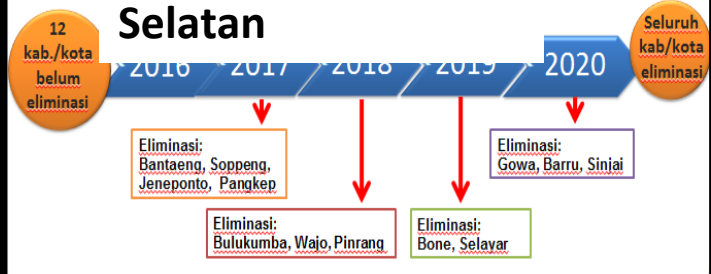 Selatan
12
kab./kota
belum
eliminasi
2016 2017 2018 2019 2020
Seluruh
kab/kota
eliminasi
Eliminasi:
Bantaeng, Soppeng,
Jeneponto, Pangkep
Eliminasi:
Gowa, Barru, Sinjai
Eliminasi:
Bulukumba, Wajo, Pinrang
Eliminasi:
Bone, Selayar